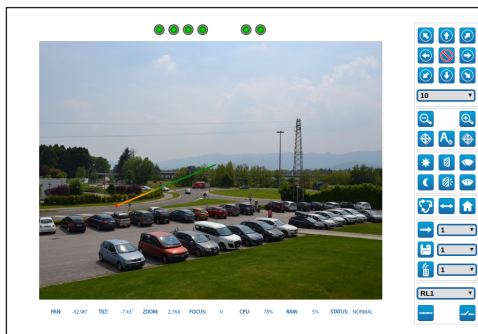 10
A
1
1
1
RL1
PAN: -92.96° TILT: -7.43° ZOOM: 2.76X FOCUS: 0 CPU: 78% RAM: 5% STATUS: NORMAL